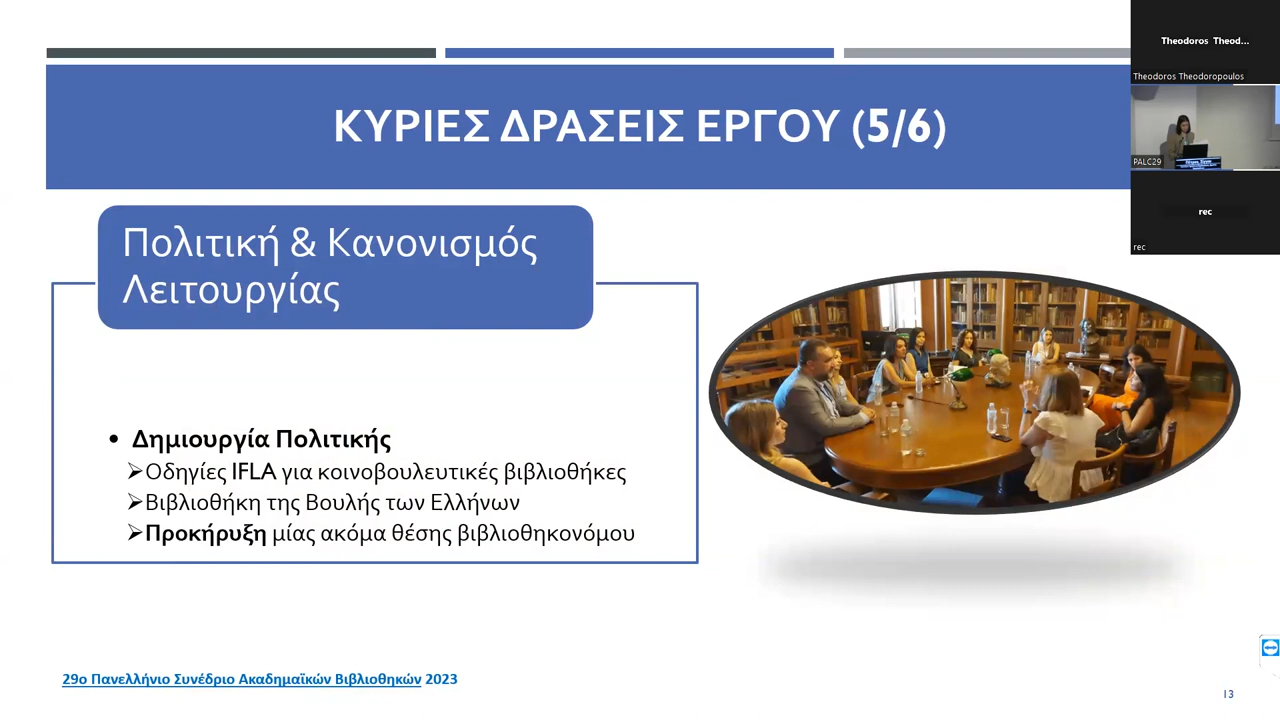 ΚΥΡΙΕΣ ΔΡΑΣΕΙΣ ΕΡΓΟΥ (5/6)
Theodoros Theod...
Theodoros Theodoropoulos
PALC29
rec
rec
Πολιτική & Κανονισμός
Λειτουργίας
• Δημιουργία Πολιτικής
➢Οδηγίες IFLA για κοινοβουλευτικές βιβλιοθήκες
➢Βιβλιοθήκη της Βουλής των Ελλήνων
➢Προκήρυξη μίας ακόμα θέσης βιβλιοθηκονόμου
29ο Πανελλήνιο Συνέδριο Ακαδημαϊκών Βιβλιοθηκών 2023
13